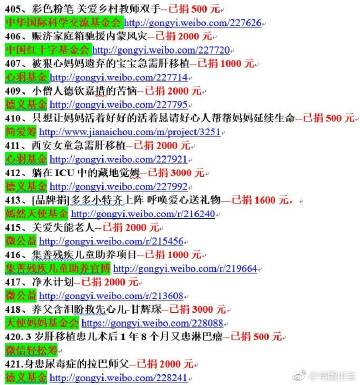 405、彩色粉笔 关爱乡村教师双手--已捐 500 元
中华国际科学交流基金会 http://gongyi.weibo.com/227626
406、赈济家庭箱驰援内蒙风灾--已捐 2000 元
中国红十字基金会 http://gongyi.weibo.com/227720
407、被狠心妈妈遗弃的宝宝急需肝移植--已捐 1000 元
心羽基金 http://gongyi.weibo.com/227714
409、小僧人德钦嘉措的苦恼--已捐 2000 元
德义基金 http://gongyi.weibo.com/227795
410、只想让妈妈活着好好的活着恳请好心人帮帮妈妈延续生命--已捐 500 元
简爱筹 http://www.jianaichou.com/m/project/3251
411、西安女童急需肝移植--已捐 2000 元
心羽基金 http://gongyi.weibo.com/227921
412、躺在 ICU 中的藏地觉姆--已捐 3000 元
德义基金 http://gongyi.weibo.com/227992
413、[品牌捐]多多小特齐上阵 呼唤爱心送礼物--已捐 1600 元,
嫣然天使基金 http://gongyi.weibo.com/r/216240
415、关爱失能老人--已捐 2000 元
微公益 http://gongyi.weibo.com/r/215456
416、集善残疾儿童助养项目--已捐 1000 元
集善残疾儿童助养官博 http://gongyi.weibo.com/r/219664
417、净水计划--已捐 2000 元
微公益 http://gongyi.weibo.com/r/213608
418、养父含泪盼救先心儿-甘辉琛--已捐 3000 元
天使妈妈基金会 http://gongyi.weibo.com/228088
420.3 岁肝移植患儿术后 1 年 8 个月又患淋巴瘤--已捐 500 元
微信轻松筹
421.身患尿毒症的拉巴师父--已捐 2000 元
德义基金 http://gongyi.weibo.com/228241